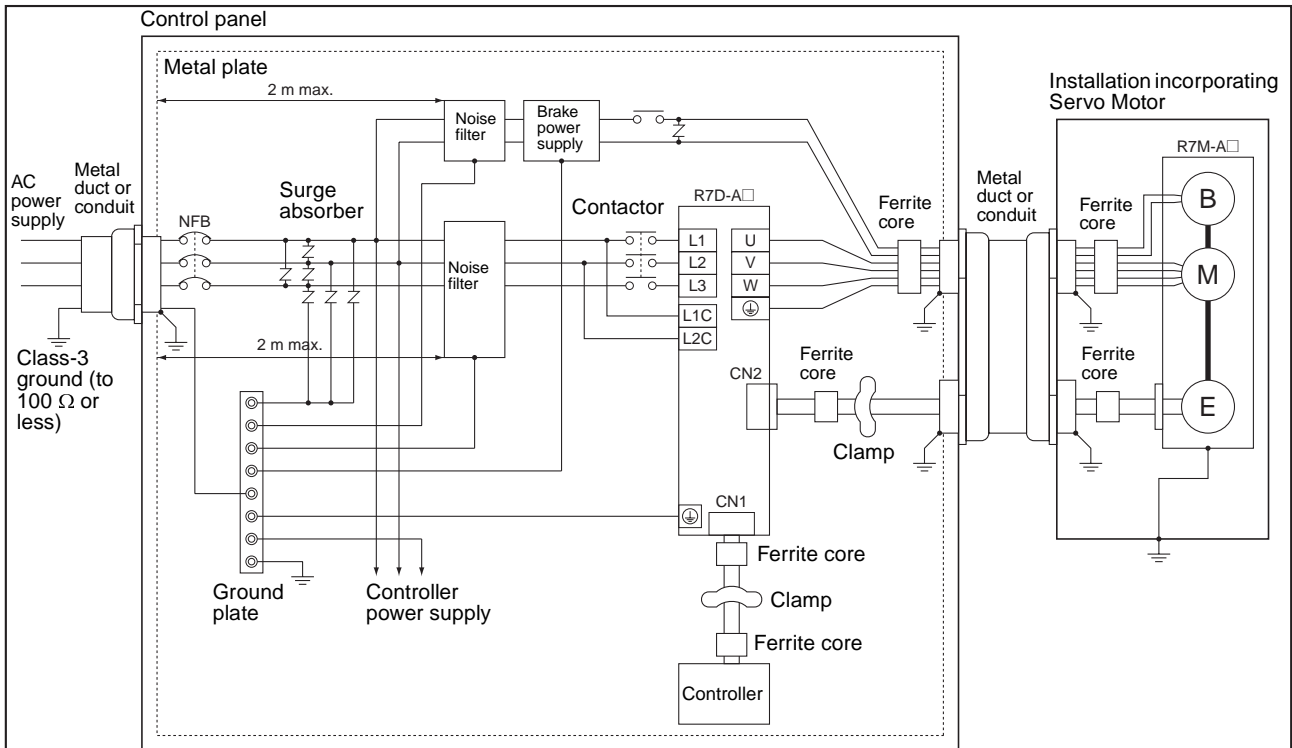 Control panel
Metal plate
2 m max.
Noise
filter
Brake
power
supply
Installation incorporating
Servo Motor
R7M-A□
AC
power
supply
Metal
duct or
conduit
NFB
Surge
absorber
Contactor
R7D-A□
Ferrite
core
Metal
duct or
conduit
Ferrite
core
B
L1
U
L2
V
L3
W
L1C
L2C
Noise
filter
M
2 m max.
Class-3
ground (to
100 Ω or
less)
CN2
Ferrite
core
Clamp
Ferrite
core
E
CN1
Ferrite core
Ground
plate
Controller
power supply
Clamp
Ferrite core
Controller